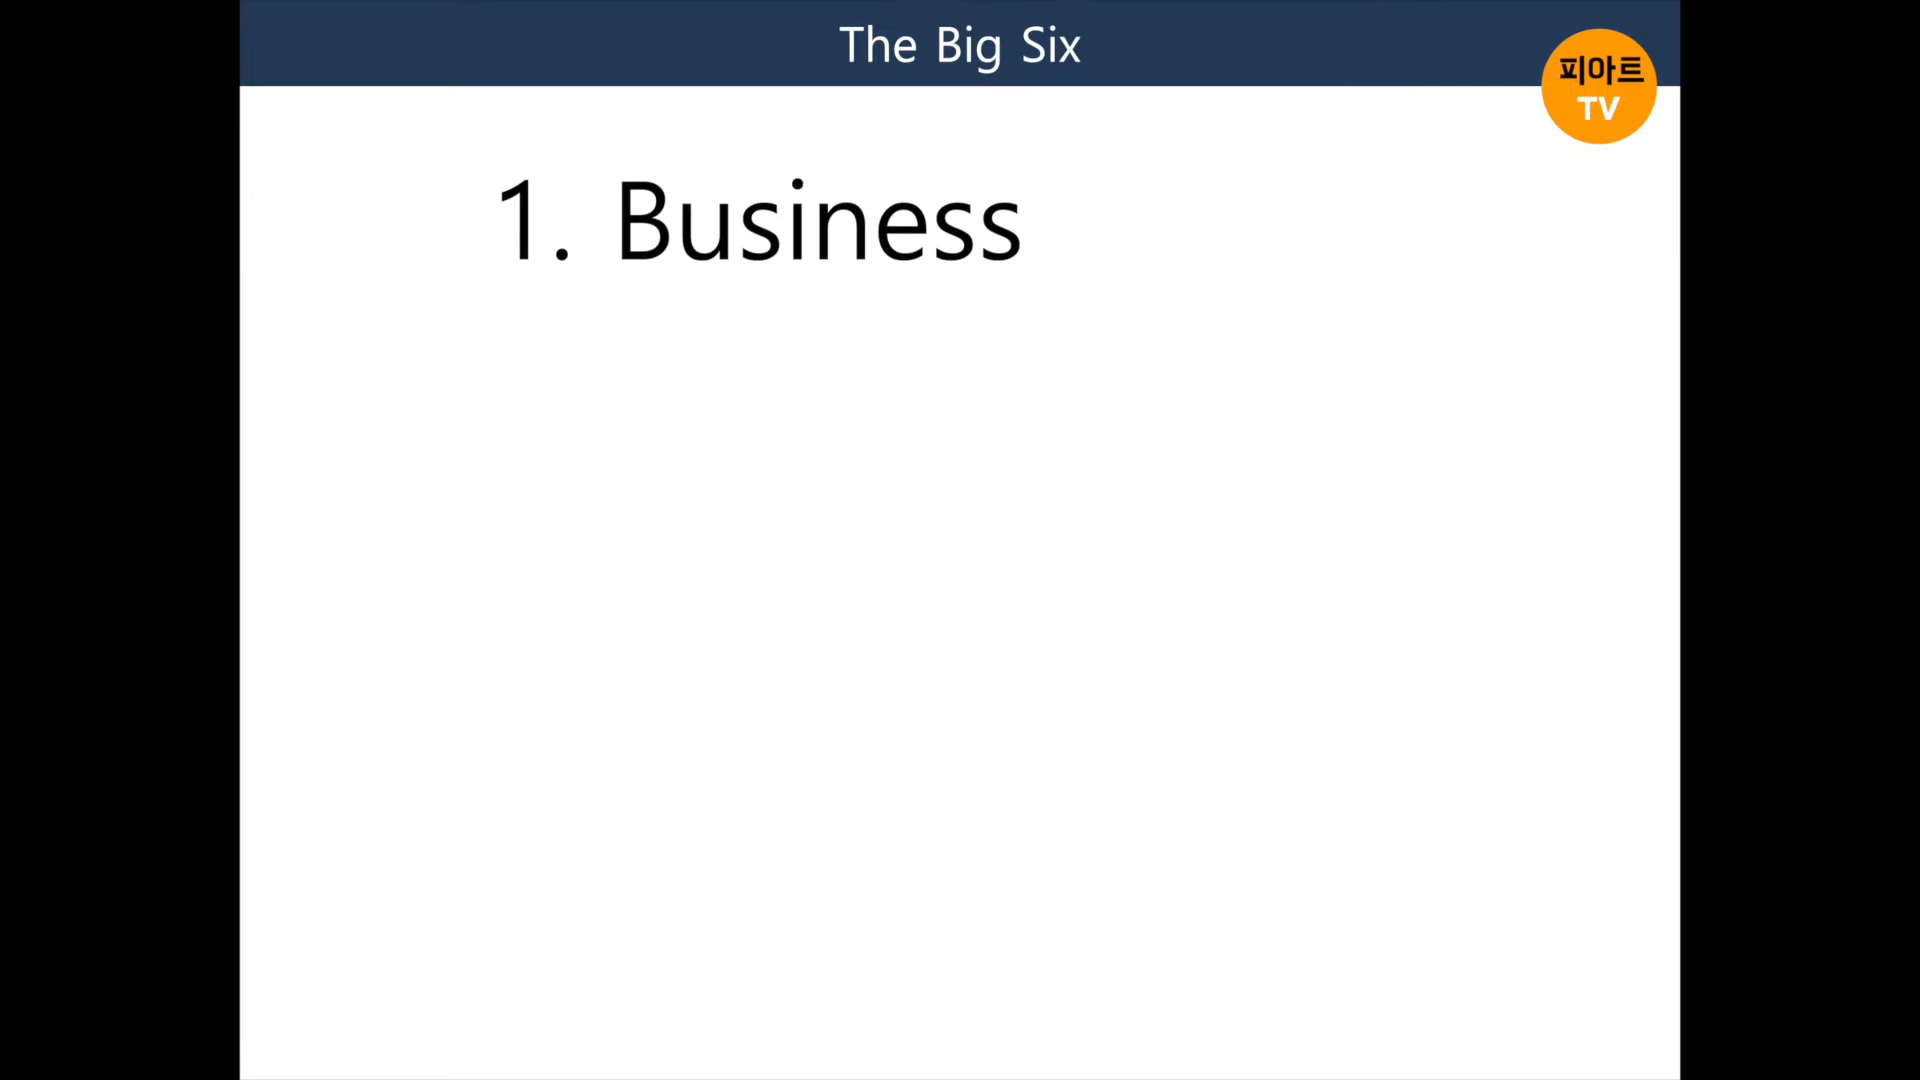 The Big Six
피아트
TV
1. Business